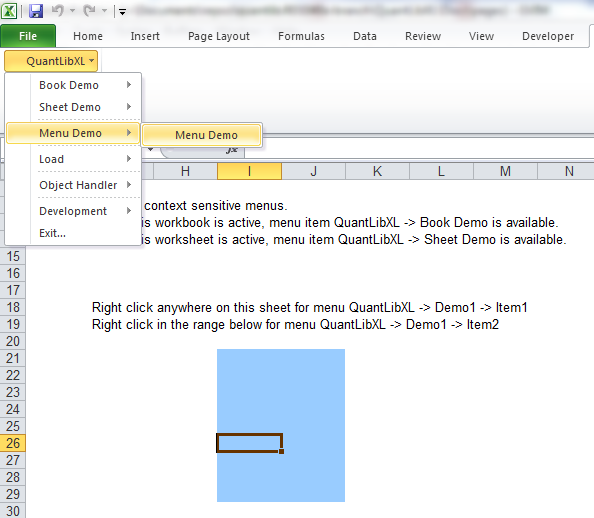 File Home Insert Page Layout Formulas Data Review View Developer
QuantLibXL
Book Demo
Sheet Demo
Menu Demo Menu Demo
Load
fx
Object Handler
H I J K L M N
Development
context sensitive menus.
is workbook is active, menu item QuantLibXL -> Book Demo is available.
Exit...
is worksheet is active, menu item QuantLibXL -> Sheet Demo is available.
15
16
17
18 Right click anywhere on this sheet for menu QuantLibXL -> Demo1 -> Item1
19 Right click in the range below for menu QuantLibXL -> Demo1 -> Item2
20
21
22
23
24
25
26
27
28
29
30